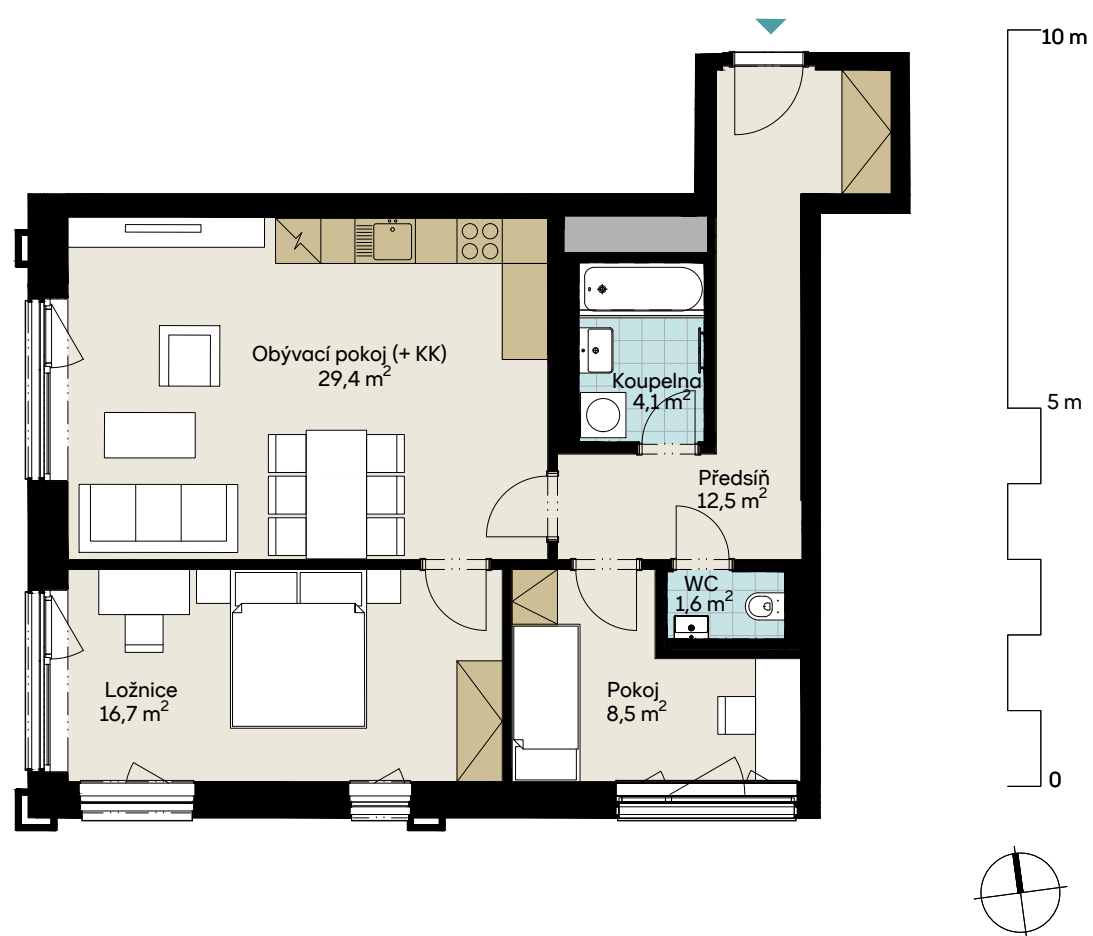 10 m
Obývací pokoj (+ KK)
29,4 m²
Koupelna
4,1 m²
5 m
Předsíň
12,5 m²
WC
1,6 m²
Ložnice
16,7 m²
Pokoj
8,5 m²
0